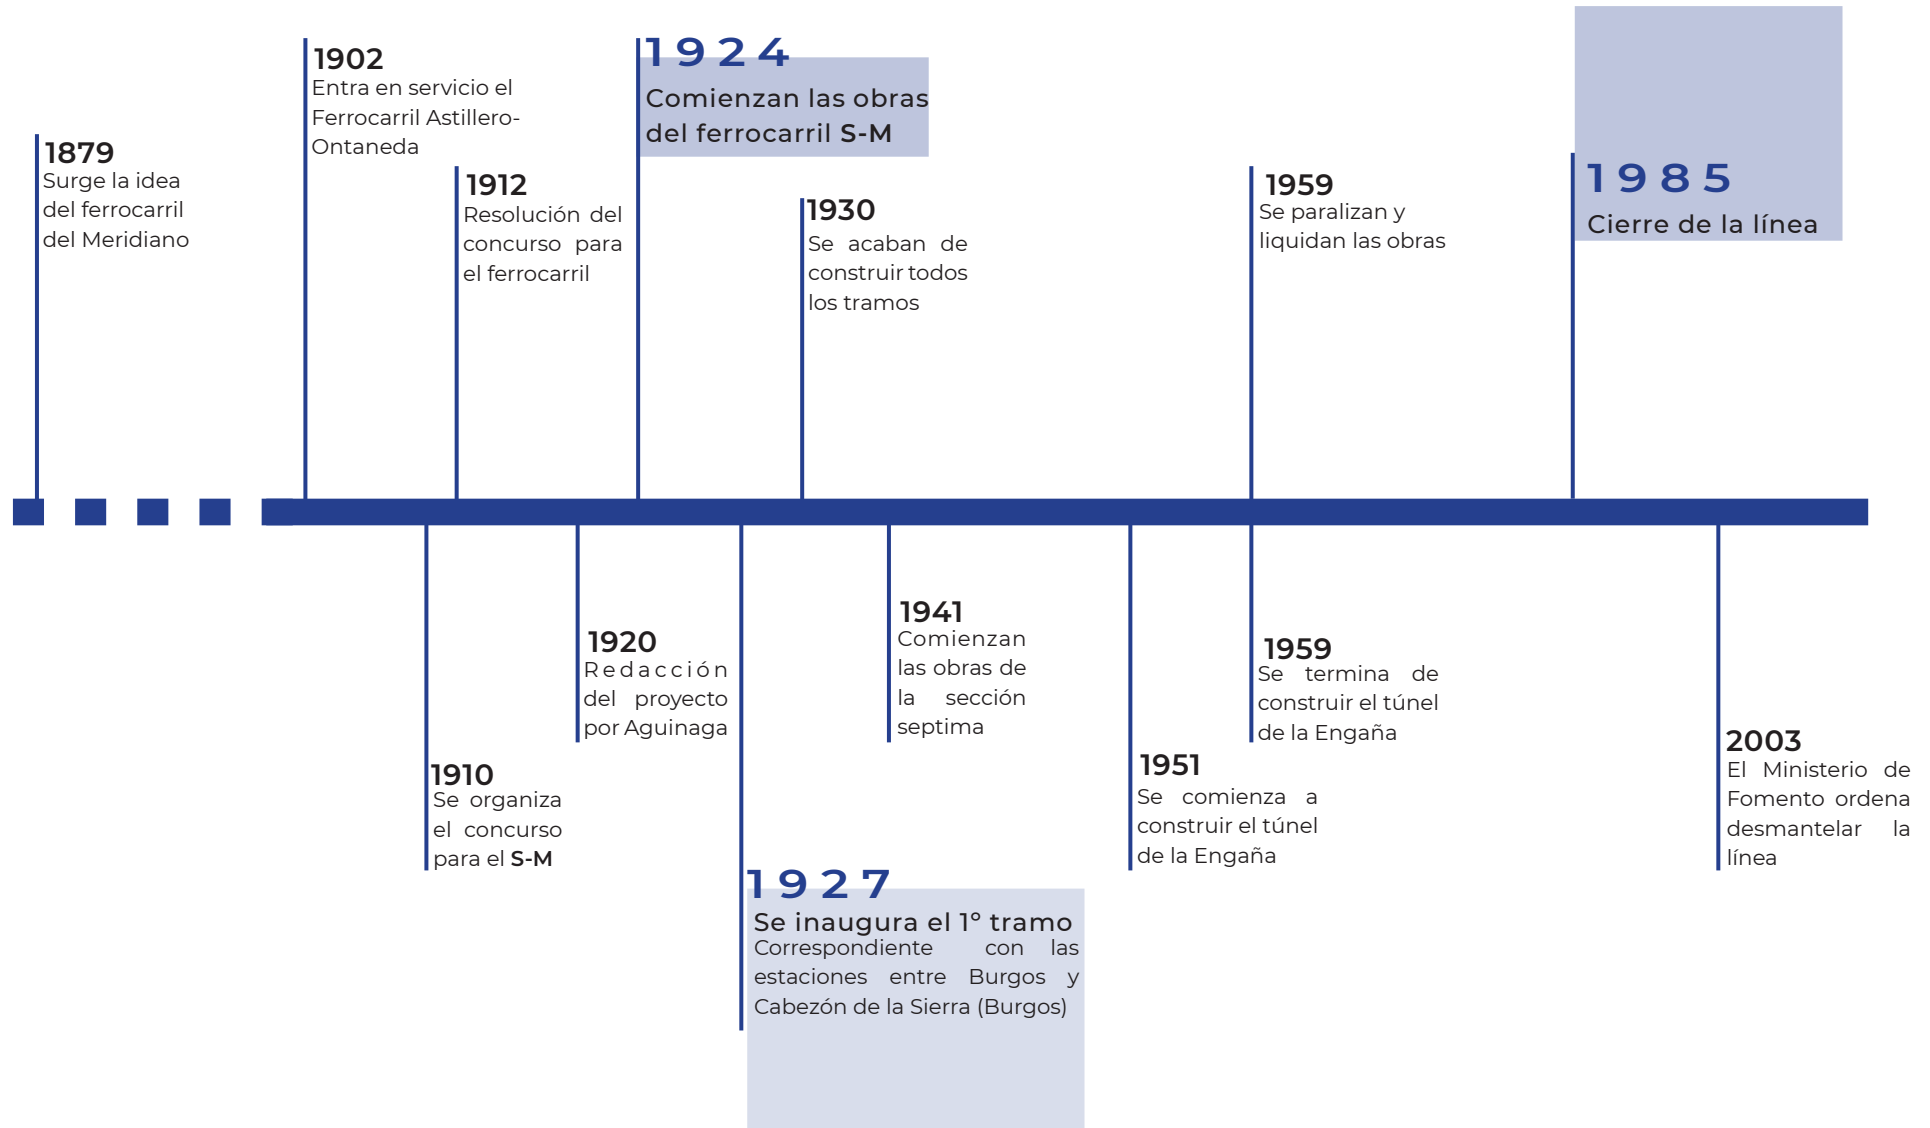 1879
Surge la idea
del ferrocarril
del Meridiano
1902
Entra en servicio el
Ferrocarril Astillero-
Ontaneda
1912
Resolución del
concurso para
el ferrocarril
1924
Comienzan las obras
del ferrocarril S-M
1930
Se acaban de
construir todos
los tramos
1959
Se paralizan y
liquidan las obras
1985
Cierre de la línea
1910
Se organiza
el concurso
para el S-M
1920
Redacción
del proyecto
por Aguinaga
1927
Se inaugura el 1º tramo
Correspondiente con las
estaciones entre Burgos y
Cabezón de la Sierra (Burgos)
1941
Comienzan
las obras de
la sección
septima
1951
Se comienza a
construir el túnel
de la Engaña
1959
Se termina de
construir el túnel
de la Engaña
2003
El Ministerio de
Fomento ordena
desmantelar la
línea